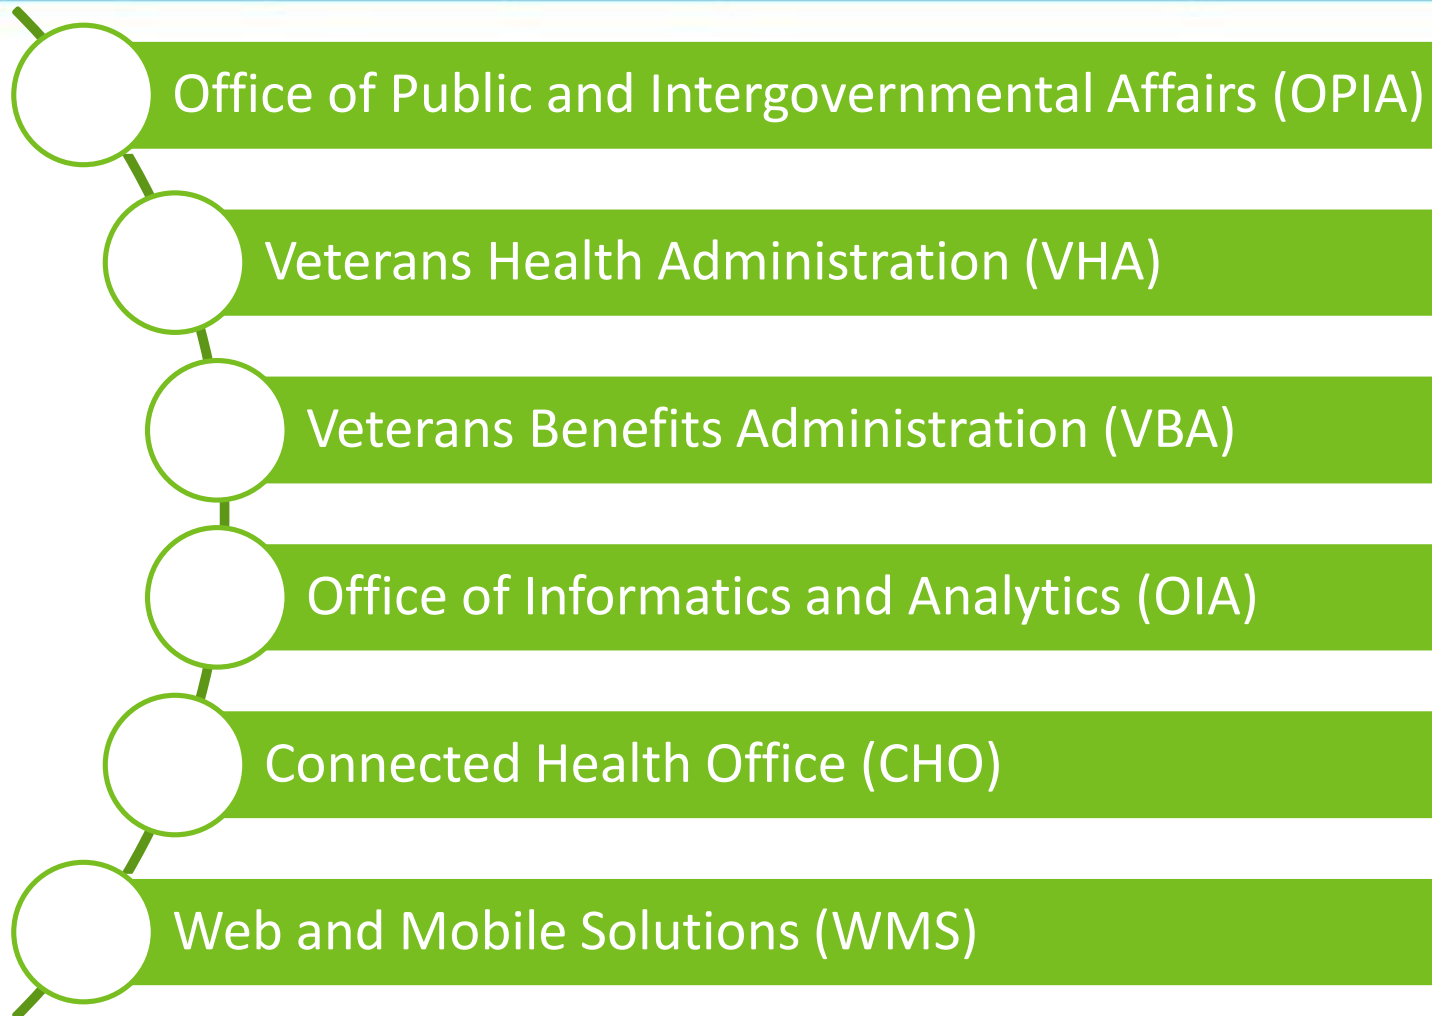 Office of Public and Intergovernmental Affairs (OPIA)
Veterans Health Administration (VHA)
Veterans Benefits Administration (VBA)
Office of Informatics and Analytics (OIA)
Connected Health Office (CHO)
Web and Mobile Solutions (WMS)